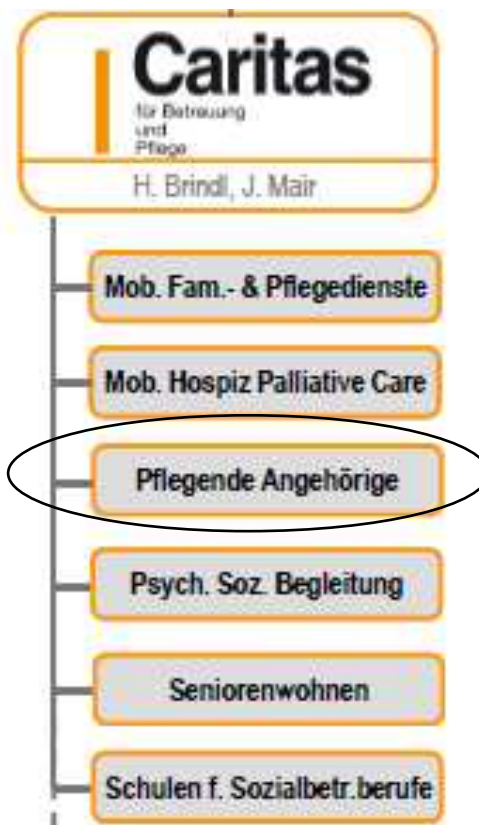 Caritas
für Betreuung
und
Pflege
H. Brindl, J. Mair
Mob. Fam.- & Pflegedienste
Mob. Hospiz Palliative Care
Pflegende Angehörige
Psych. Soz. Begleitung
Seniorenwohnen
Schulen f. Sozialbetr.berufe